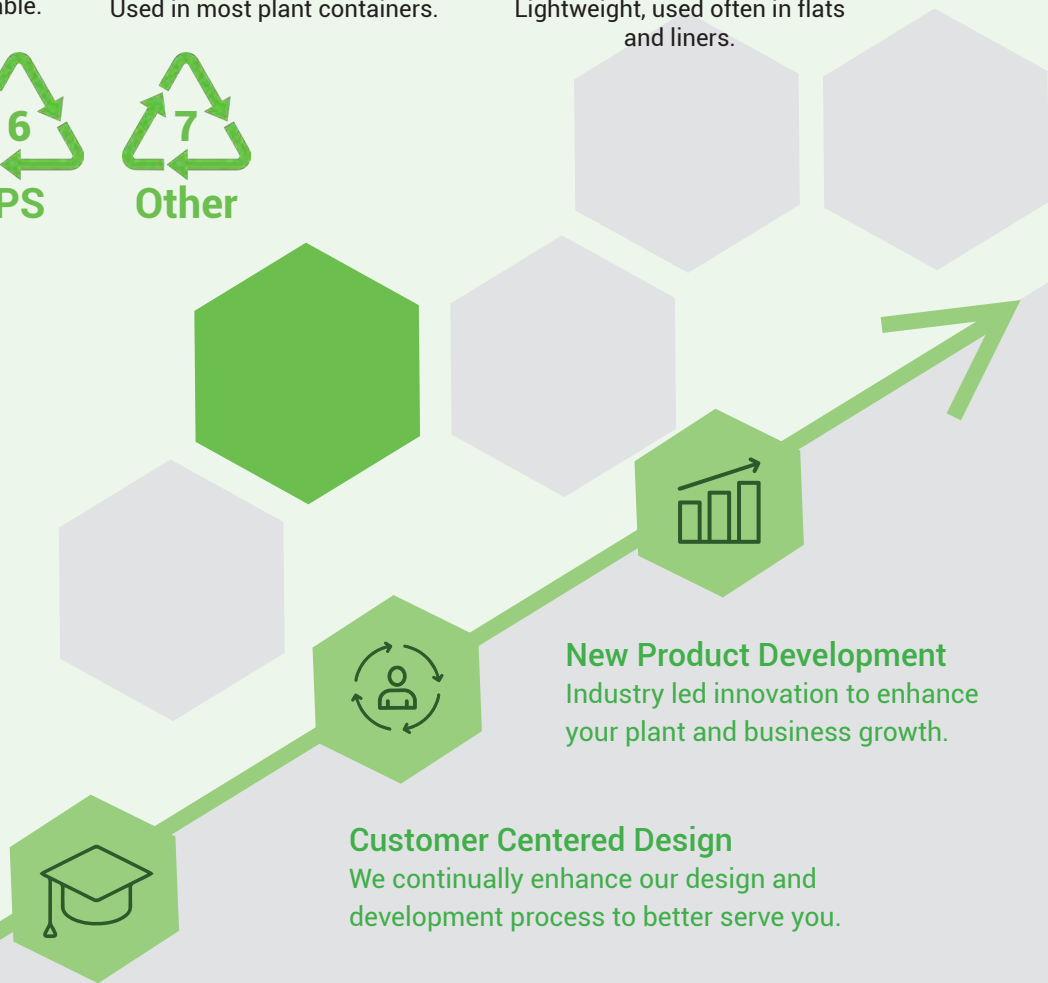 Used in most plant containers.
Lightweight, used often in flats
and liners.
6
7
PS
Other
New Product Development
Industry led innovation to enhance
your plant and business growth.
Customer Centered Design
We continually enhance our design and
development process to better serve you.